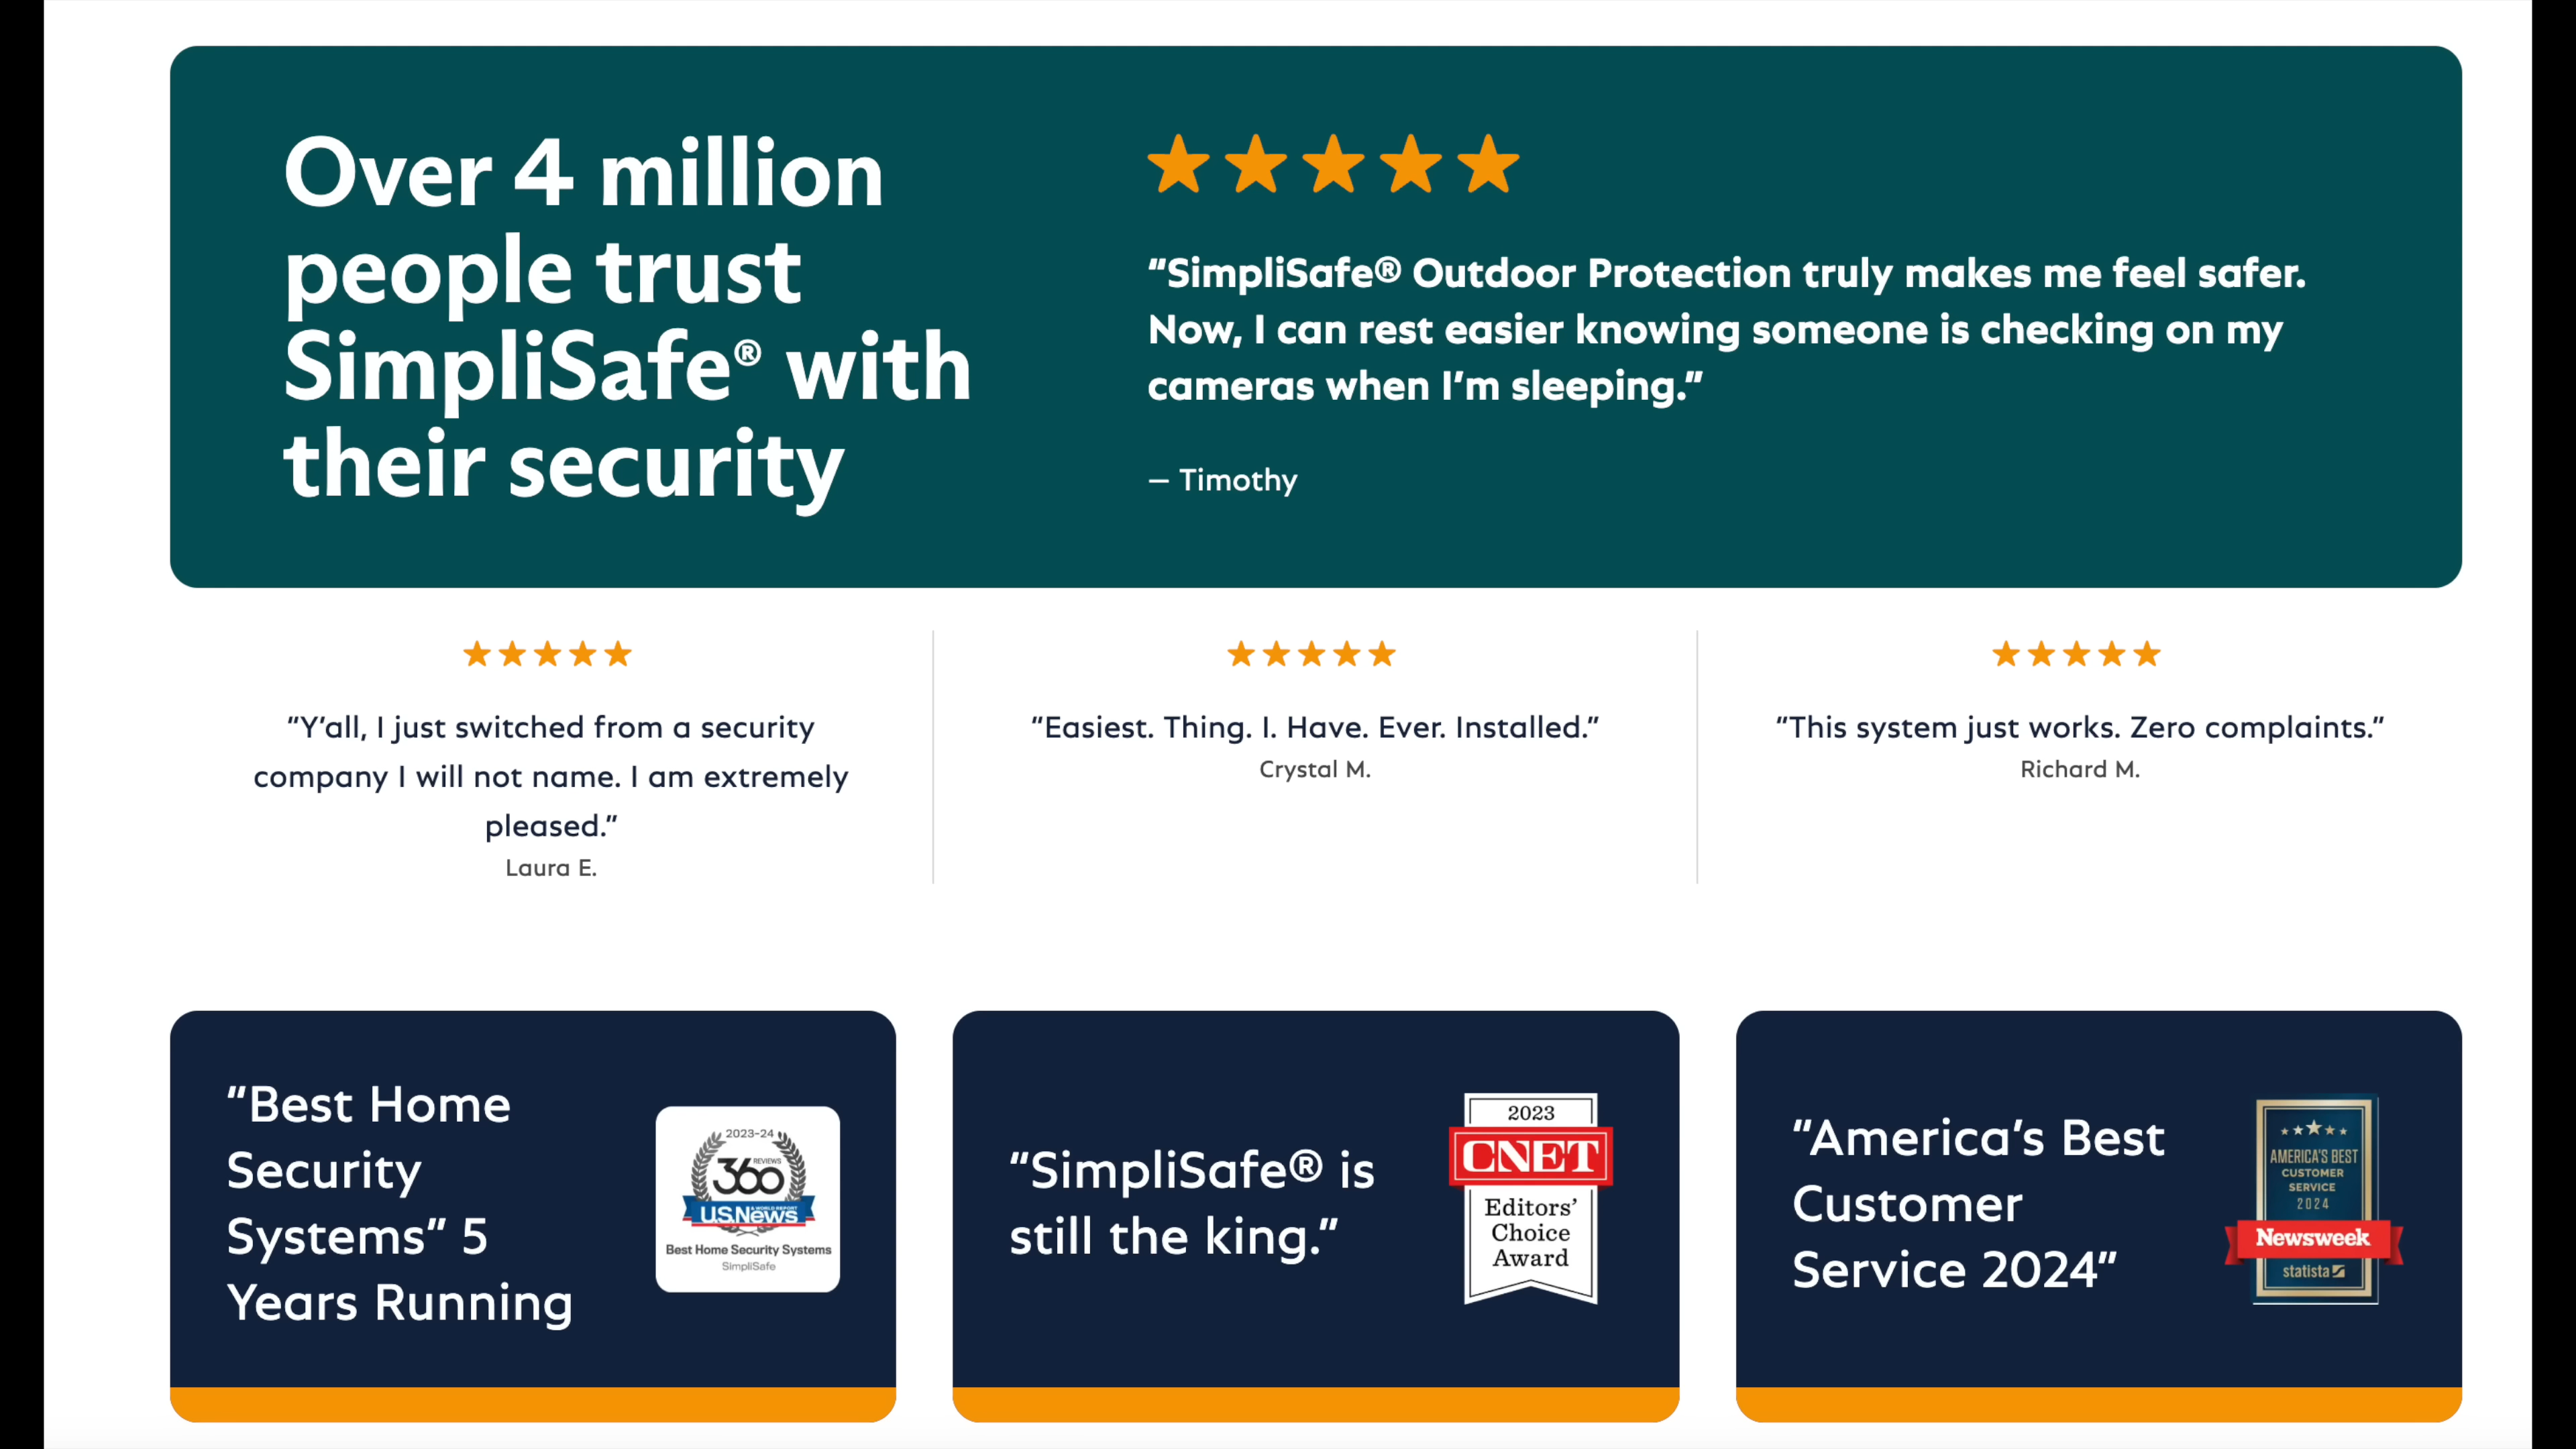 Over 4 million
people trust
SimpliSafe® with
their security
“SimpliSafe® Outdoor Protection truly makes me feel safer.
Now, I can rest easier knowing someone is checking on my
cameras when I’m sleeping.”
– Timothy
“Y’all, I just switched from a security
company I will not name. I am extremely
pleased.”
Laura E.
“Easiest. Thing. I. Have. Ever. Installed.”
Crystal M.
“This system just works. Zero complaints.”
Richard M.
“Best Home
Security
Systems” 5
Years Running
2023-24
360 REVIEWS
U.S.News
& WORLD REPORT
Best Home Security Systems
SimpliSafe
“SimpliSafe® is
still the king.”
2023
CNET
Editors’
Choice
Award
“America’s Best
Customer
Service 2024”
AMERICA'S BEST
CUSTOMER
SERVICE
2024
Newsweek
statista